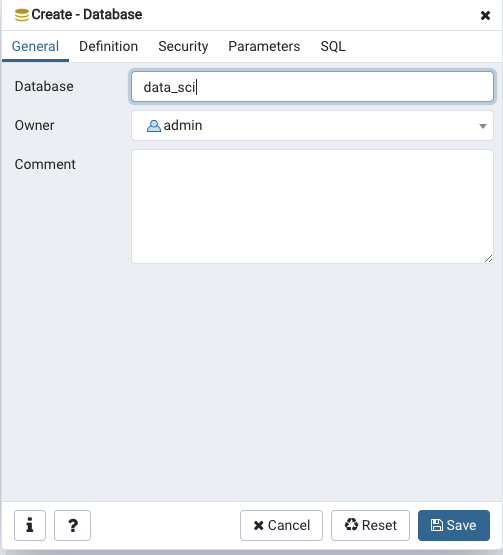 Create - Database
General Definition Security Parameters SQL
Database data_sci
Owner admin
Comment
i ? Cancel Reset Save